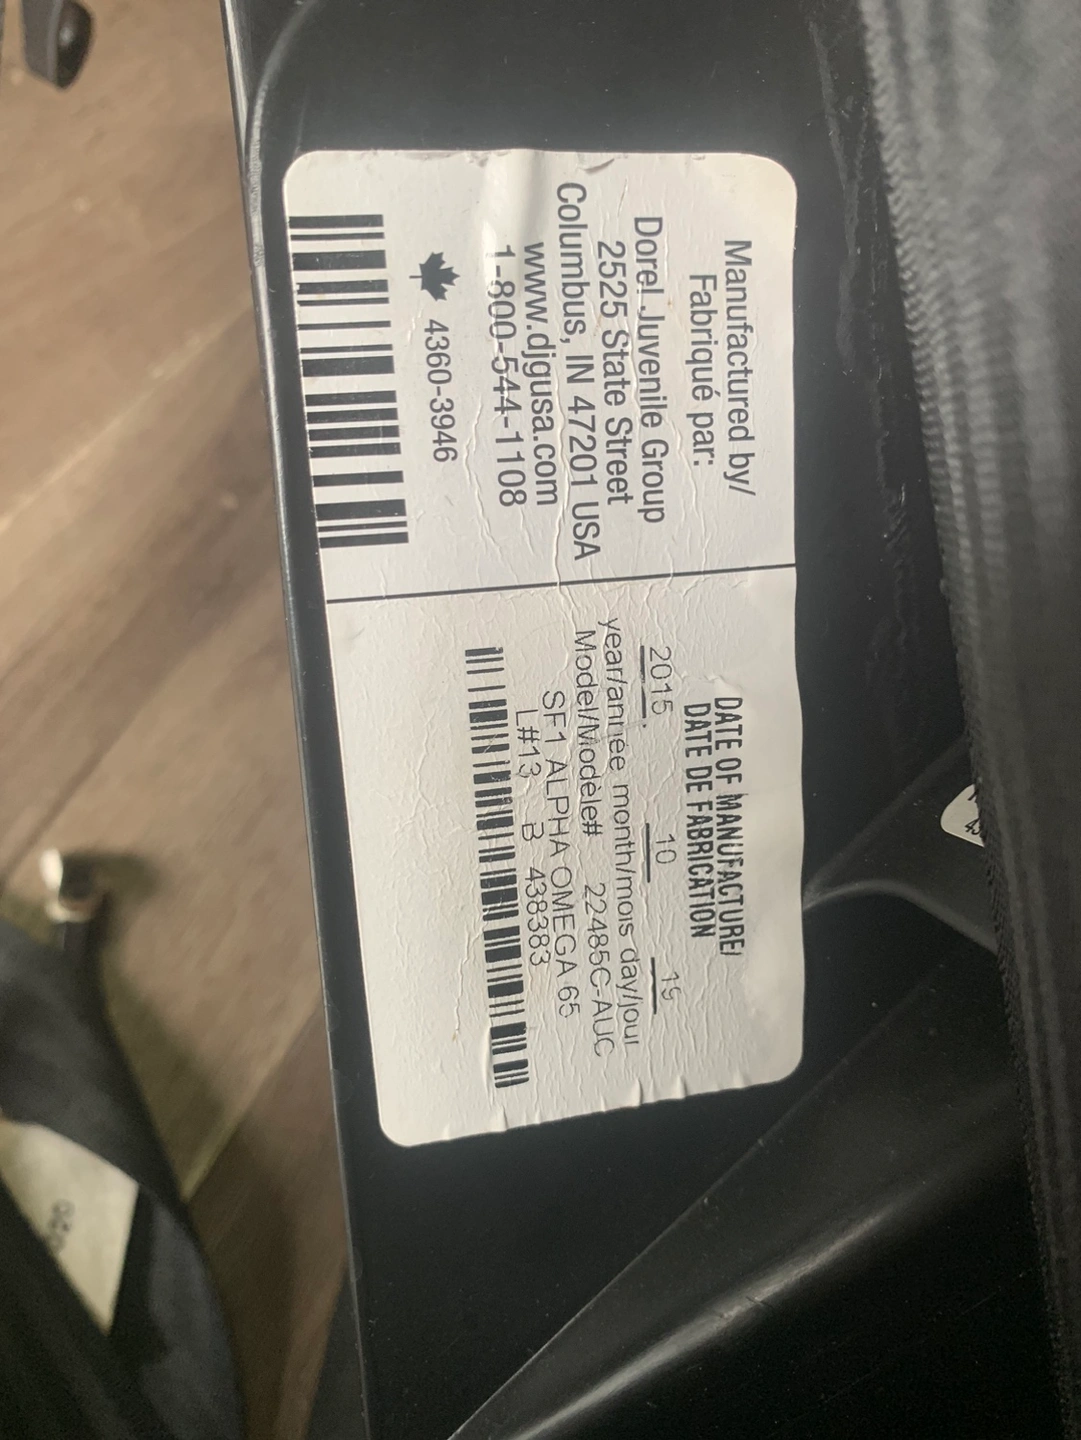 Manufactured by/
Fabriqué par:
Dorel Juvenile Group
2525 State Street
Columbus, IN 47201 USA
www.djgusa.com
1-800-544-1108
4360-3946
DATE OF MANUFACTURE/
DATE DE FABRICATION
2015 10 19
year/année month/mois day/jour
Model/Modèle# 22485C-AUC
SF1 ALPHA OMEGA 65
L#13 B 438383